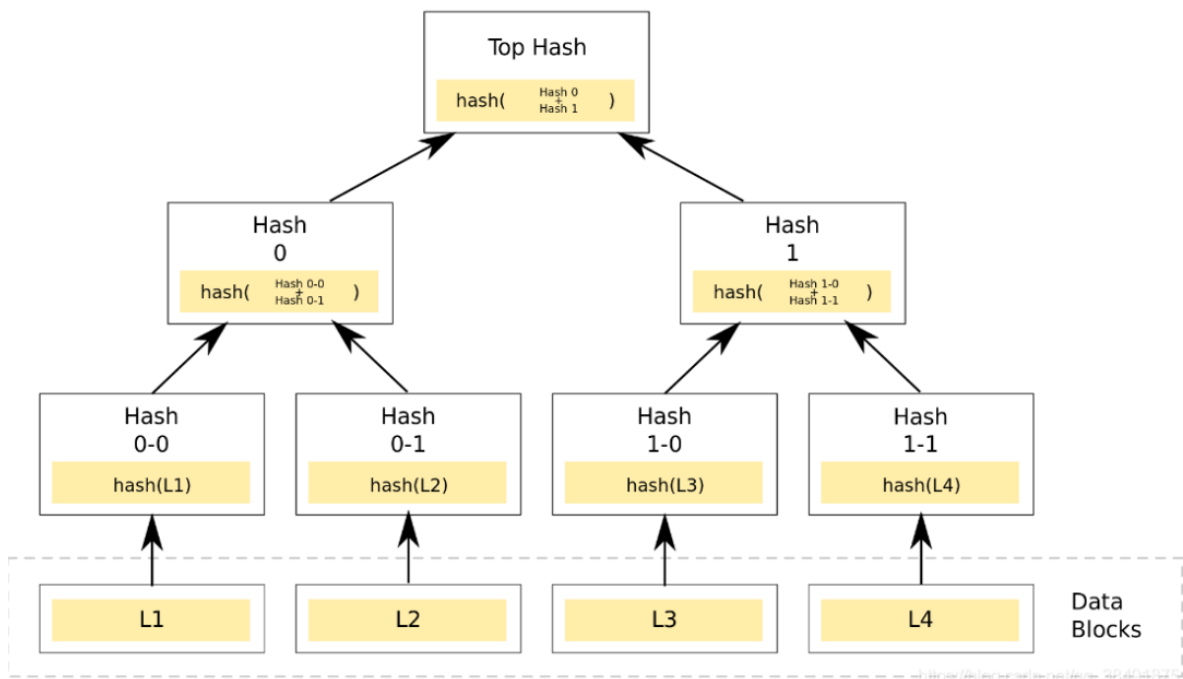 Top Hash
hash( Hash 0 + Hash 1 )
Hash
0
hash( Hash 0-0 + Hash 0-1 )
Hash
1
hash( Hash 1-0 + Hash 1-1 )
Hash
0-0
hash(L1)
Hash
0-1
hash(L2)
Hash
1-0
hash(L3)
Hash
1-1
hash(L4)
L1
L2
L3
L4
Data
Blocks